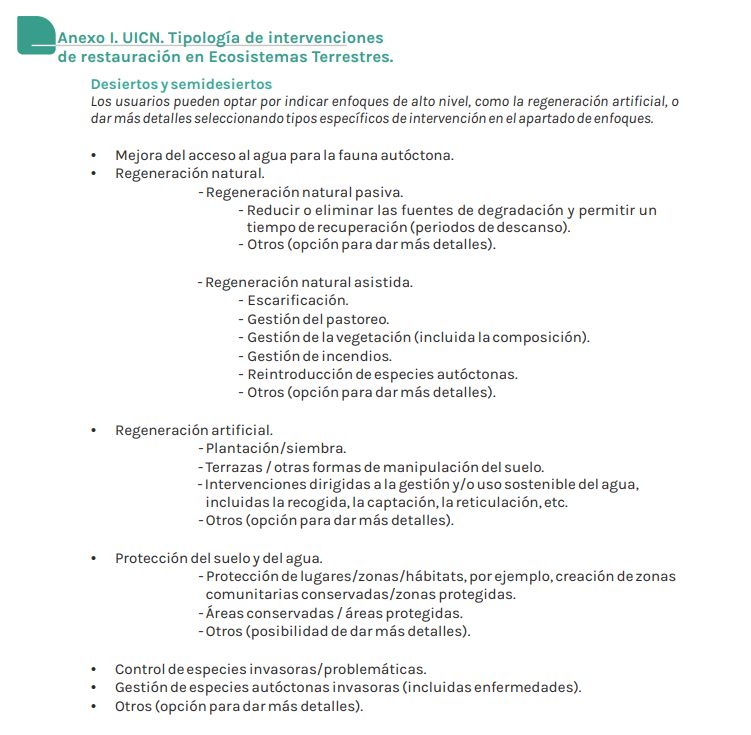 Anexo I. UICN. Tipología de intervenciones
de restauración en Ecosistemas Terrestres.
Desiertos y semidesiertos
Los usuarios pueden optar por indicar enfoques de alto nivel, como la regeneración artificial, o
dar más detalles seleccionando tipos específicos de intervención en el apartado de enfoques.
• Mejora del acceso al agua para la fauna autóctona.
• Regeneración natural.
- Regeneración natural pasiva.
- Reducir o eliminar las fuentes de degradación y permitir un
tiempo de recuperación (periodos de descanso).
- Otros (opción para dar más detalles).
- Regeneración natural asistida.
- Escarificación.
- Gestión del pastoreo.
- Gestión de la vegetación (incluida la composición).
- Gestión de incendios.
- Reintroducción de especies autóctonas.
- Otros (opción para dar más detalles).
• Regeneración artificial.
- Plantación/siembra.
- Terrazas / otras formas de manipulación del suelo.
- Intervenciones dirigidas a la gestión y/o uso sostenible del agua,
incluidas la recogida, la captación, la reticulación, etc.
- Otros (opción para dar más detalles).
• Protección del suelo y del agua.
- Protección de lugares/zonas/hábitats, por ejemplo, creación de zonas
comunitarias conservadas/zonas protegidas.
- Áreas conservadas / áreas protegidas.
- Otros (posibilidad de dar más detalles).
• Control de especies invasoras/problemáticas.
• Gestión de especies autóctonas invasoras (incluidas enfermedades).
• Otros (opción para dar más detalles).